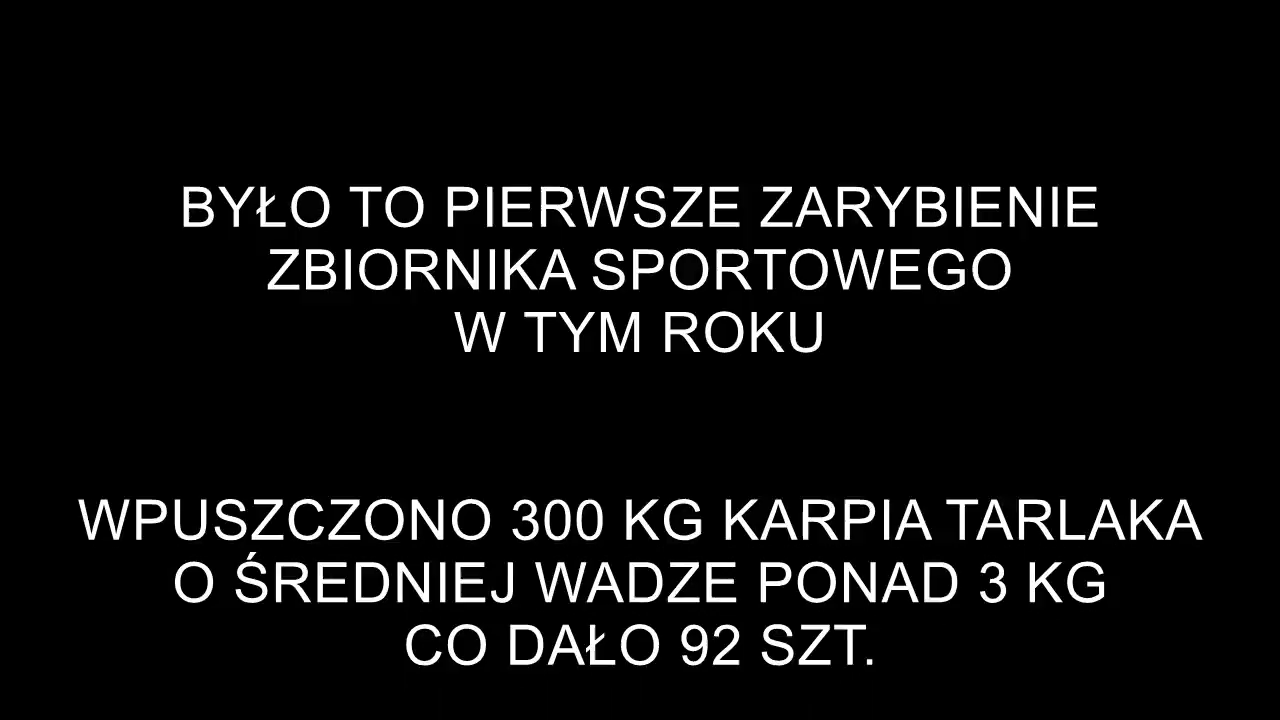 BYŁO TO PIERWSZE ZARYBIENIE
ZBIORNIKA SPORTOWEGO
W TYM ROKU
WPUSZCZONO 300 KG KARPIA TARLAKA
O ŚREDNIEJ WADZE PONAD 3 KG
CO DAŁO 92 SZT.